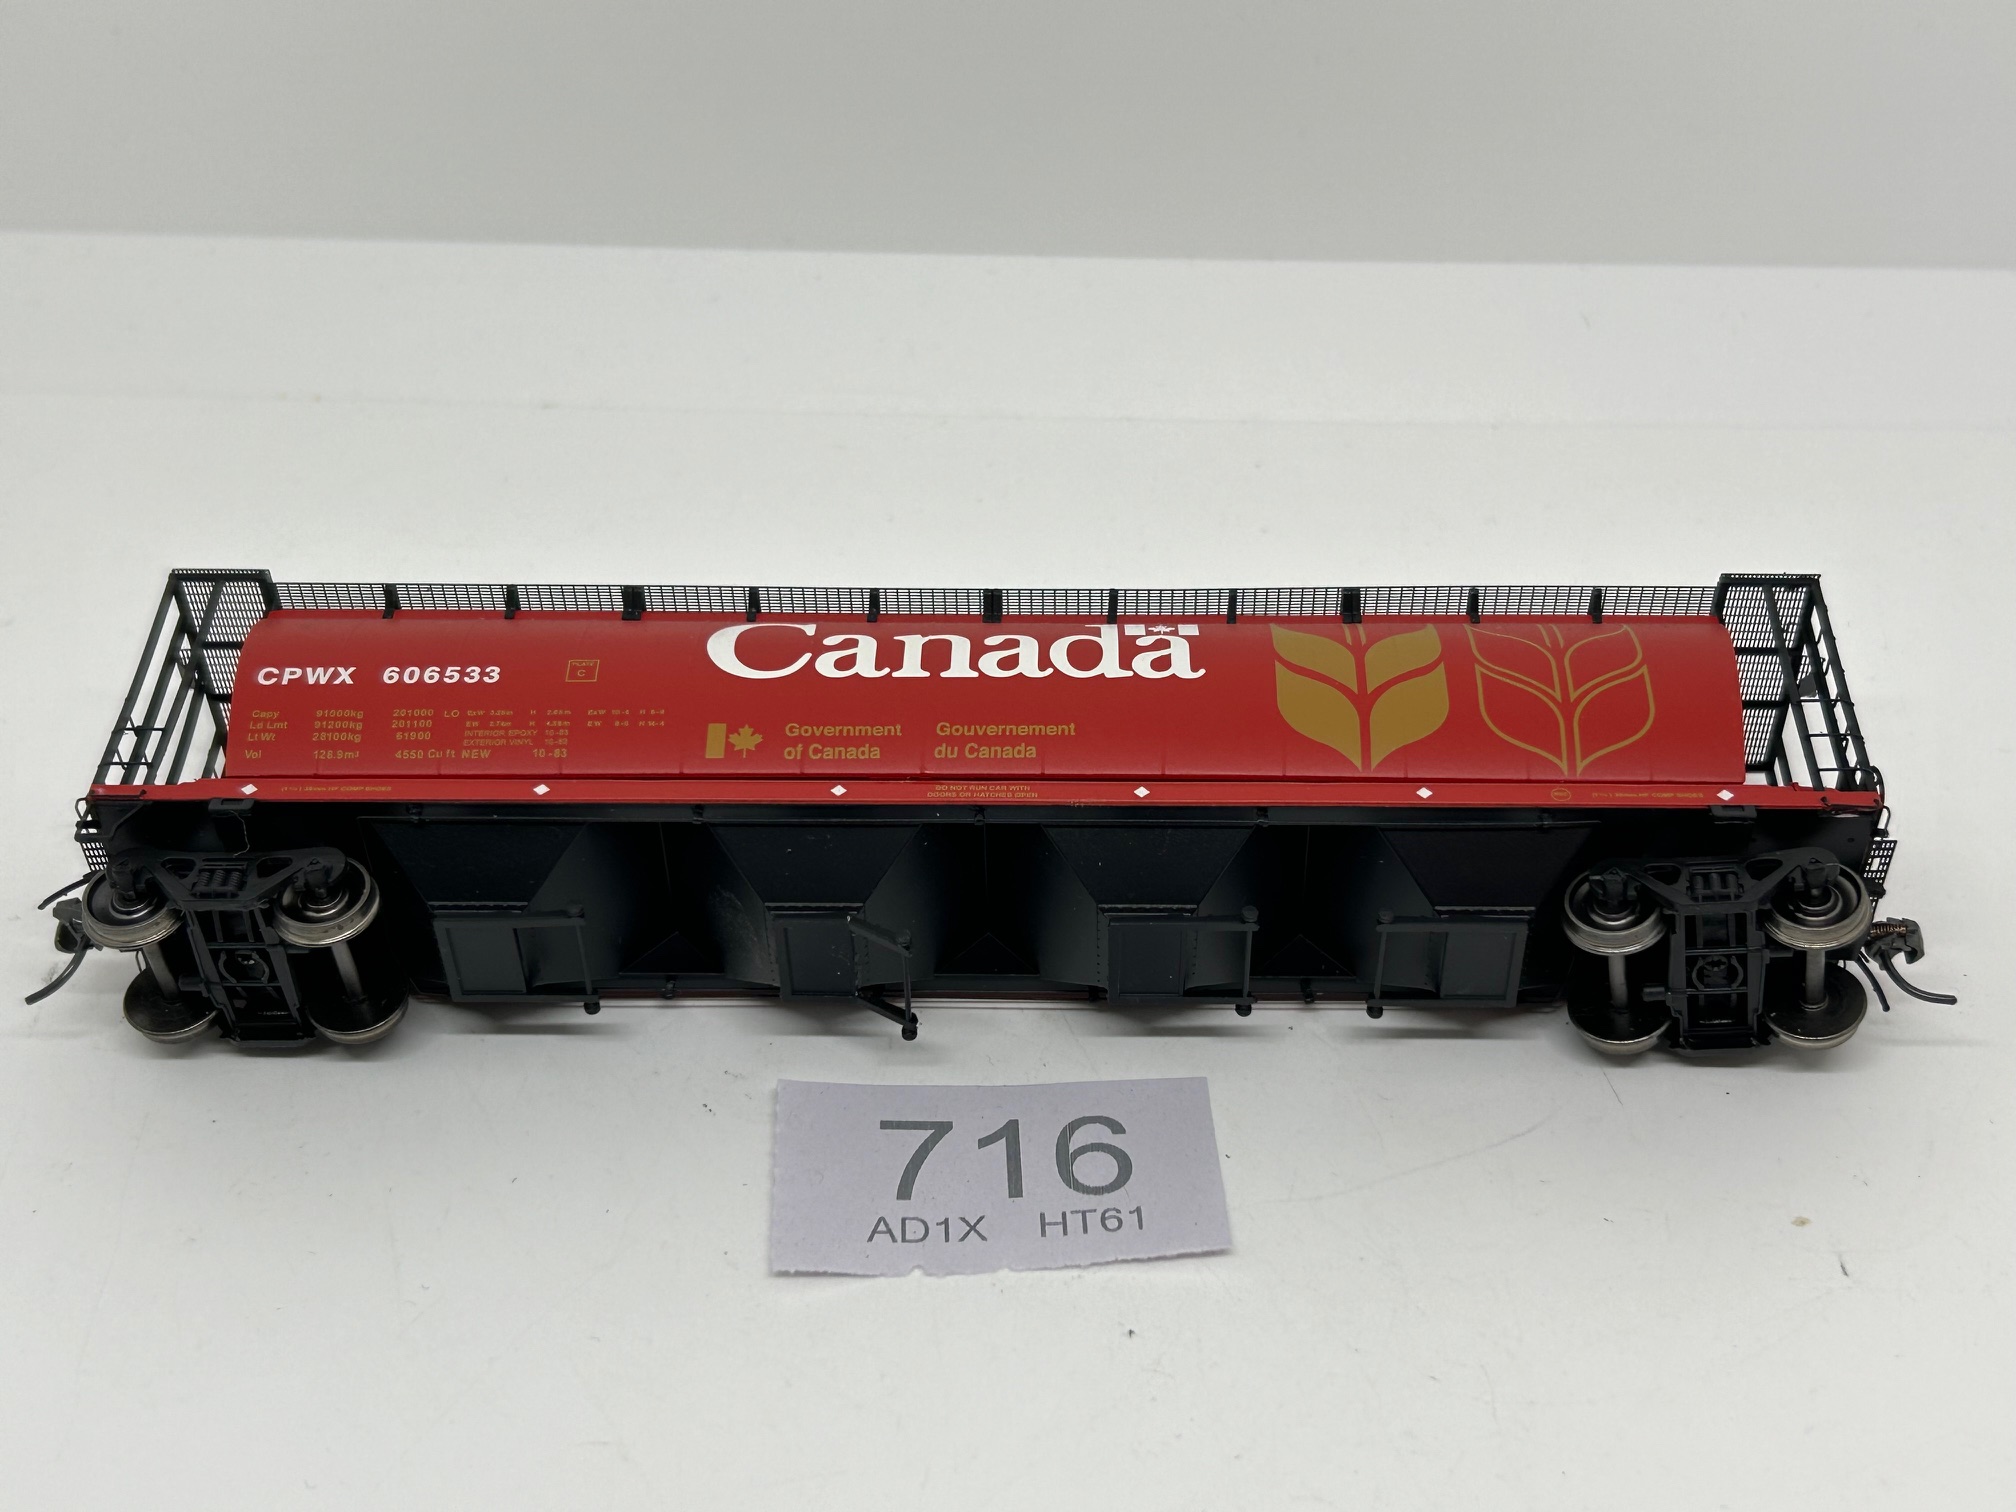 Canada
CPWX 606533
PLATE
C
Capy 91000kg 201000 LO
Ld Lmt 91200kg 201100
Lt Wt 28100kg 61900
INTERIOR EPOXY 10-83
EXTERIOR VINYL 10-83
Vol 128.9m³ 4550 Cu ft NEW 10-83
Government
of Canada
Gouvernement
du Canada
DO NOT RUN CAR WITH
DOORS OR HATCHES OPEN
716
AD1X HT61